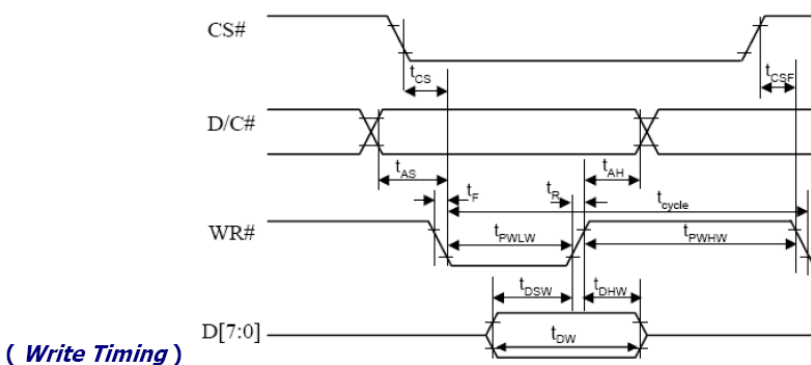 CS#
tCS
tCSF
D/C#
tAS
tAH
tF
tR
tcycle
WR#
tPWLW
tPWHW
tDSW
tDHW
D[7:0]
tDW
( Write Timing )